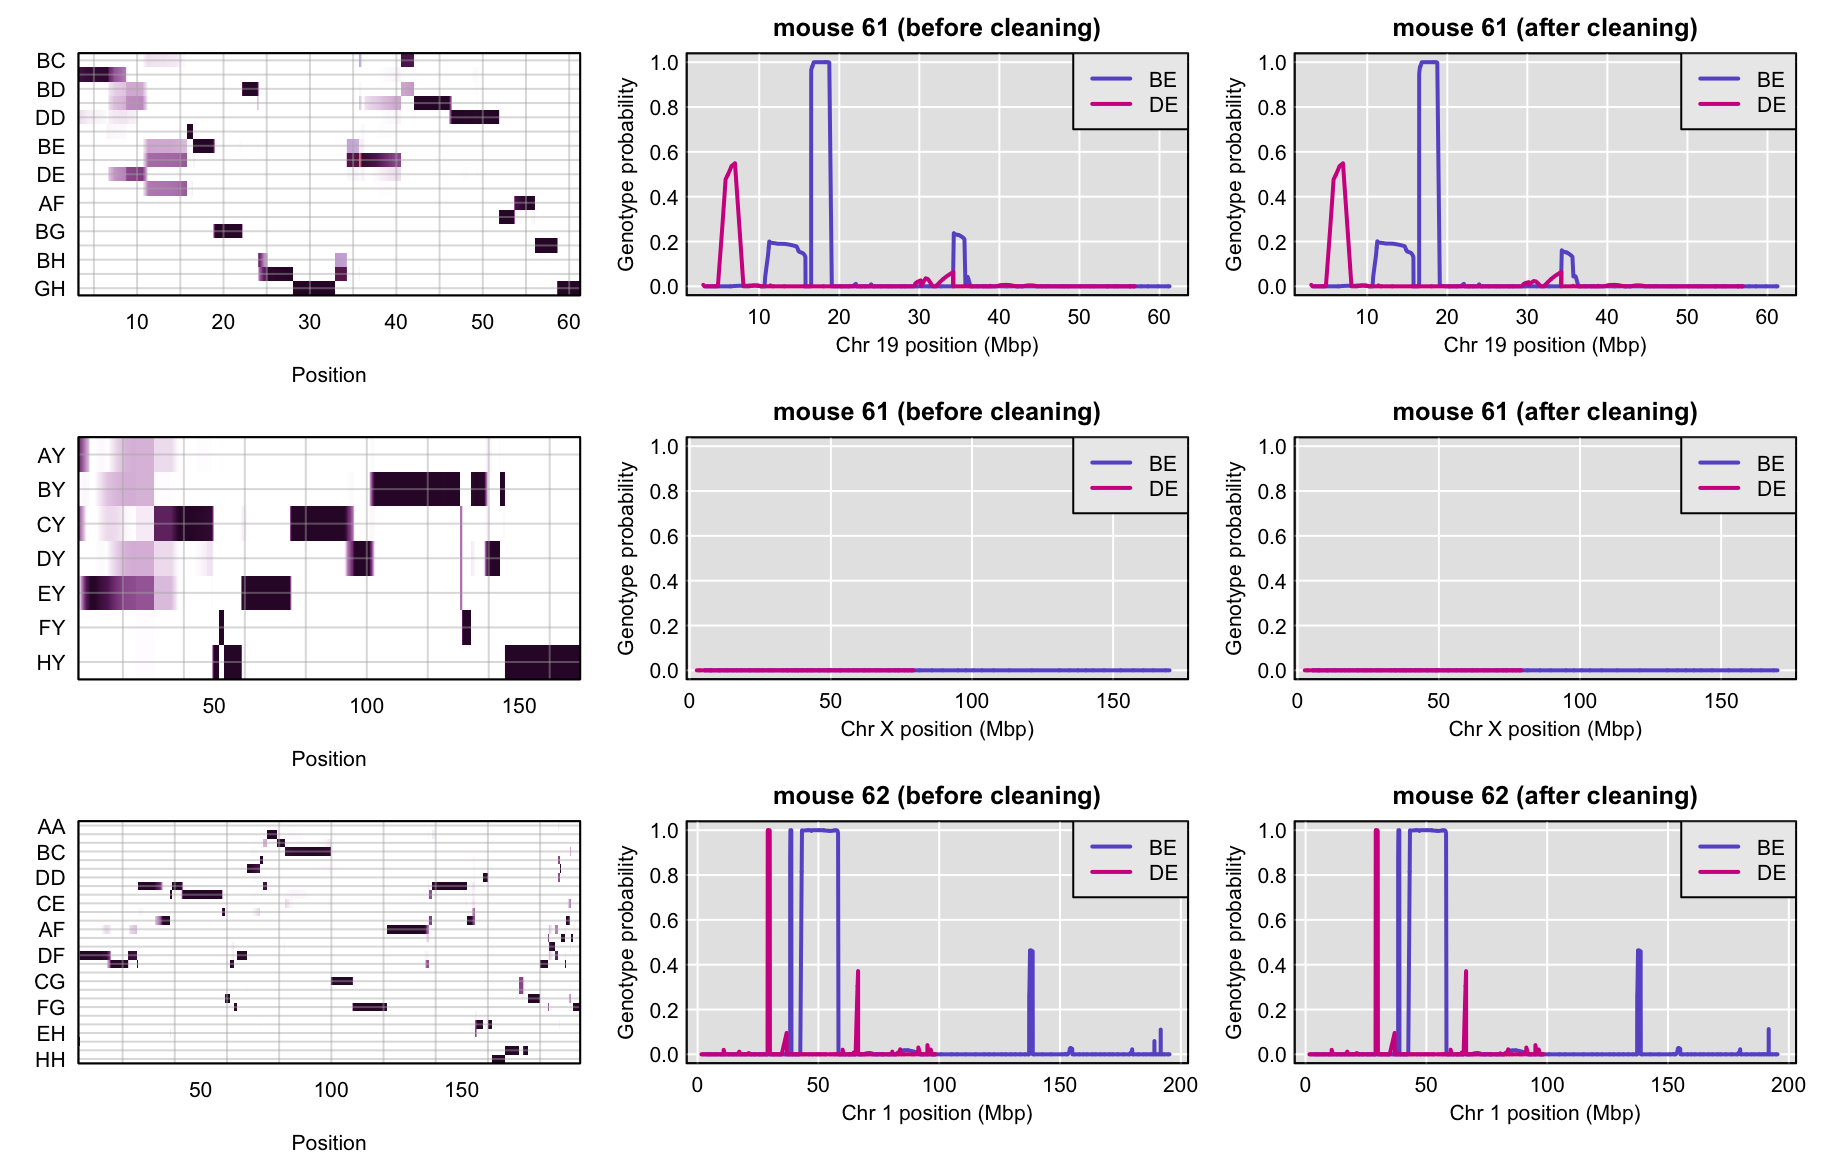 BC
BD
DD
BE
DE
AF
BG
BH
GH
10 20 30 40 50 60
Position
mouse 61 (before cleaning)
Genotype probability
1.0
0.8
0.6
0.4
0.2
0.0
BE
DE
10 20 30 40 50 60
Chr 19 position (Mbp)
mouse 61 (after cleaning)
Genotype probability
1.0
0.8
0.6
0.4
0.2
0.0
BE
DE
10 20 30 40 50 60
Chr 19 position (Mbp)
AY
BY
CY
DY
EY
FY
HY
50 100 150
Position
mouse 61 (before cleaning)
Genotype probability
1.0
0.8
0.6
0.4
0.2
0.0
BE
DE
0 50 100 150
Chr X position (Mbp)
mouse 61 (after cleaning)
Genotype probability
1.0
0.8
0.6
0.4
0.2
0.0
BE
DE
0 50 100 150
Chr X position (Mbp)
AA
BC
DD
CE
AF
DF
CG
FG
EH
HH
50 100 150
Position
mouse 62 (before cleaning)
Genotype probability
1.0
0.8
0.6
0.4
0.2
0.0
BE
DE
0 50 100 150 200
Chr 1 position (Mbp)
mouse 62 (after cleaning)
Genotype probability
1.0
0.8
0.6
0.4
0.2
0.0
BE
DE
0 50 100 150 200
Chr 1 position (Mbp)